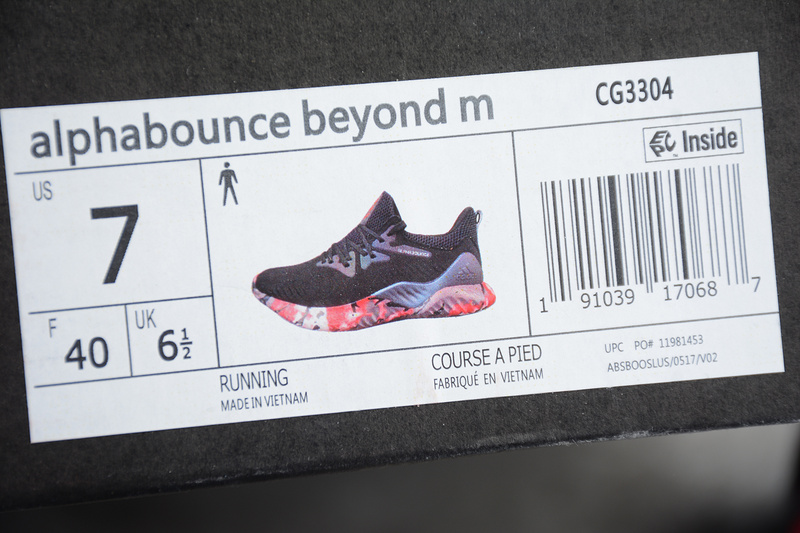 alphabounce beyond m
CG3304
US
7
F
40
UK
6½
EPC™ Inside
1 91039 17068 7
RUNNING
MADE IN VIETNAM
COURSE A PIED
FABRIQUÉ EN VIETNAM
UPC PO# 11981453
ABSBOOSLUS/0517/V02